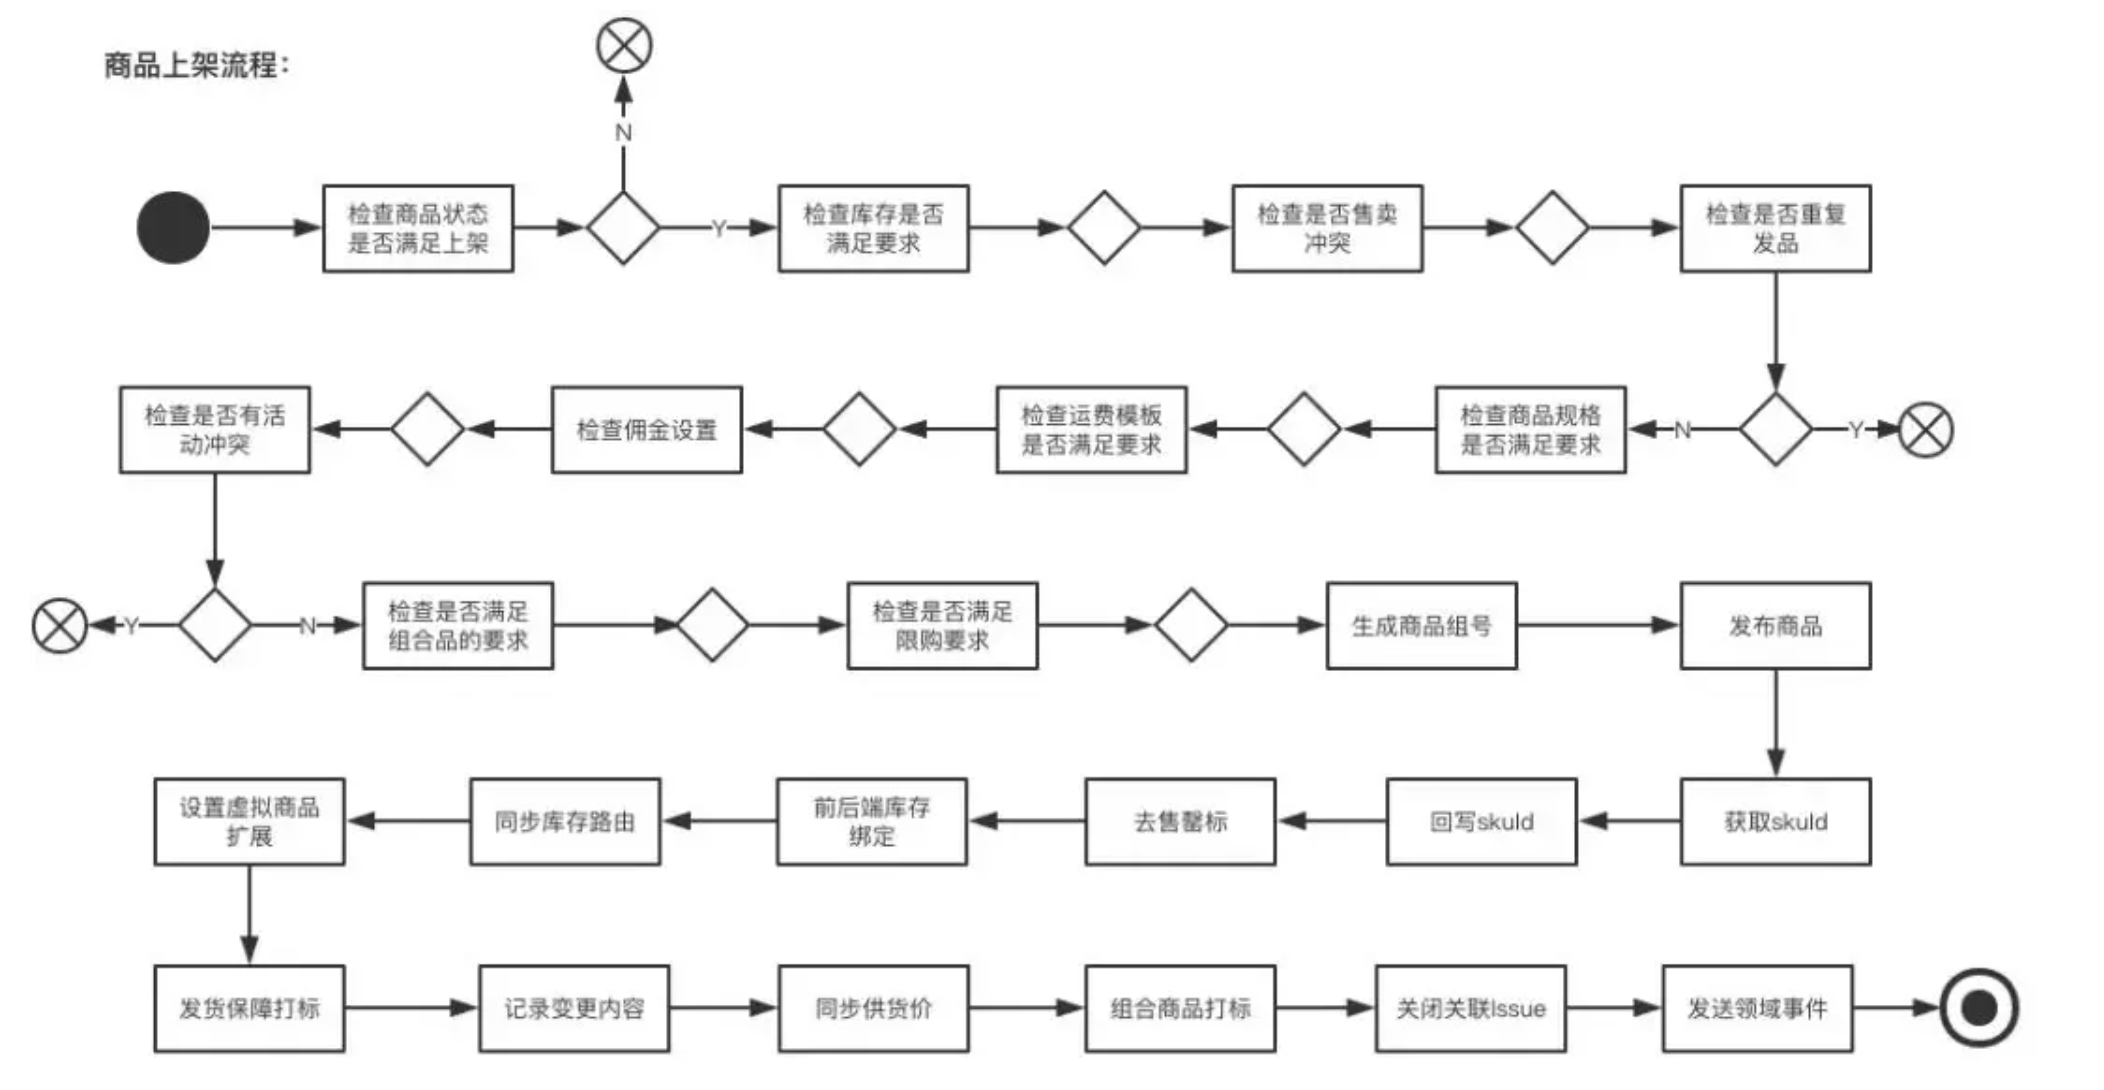 商品上架流程：
N
检查商品状态
是否满足上架
Y
检查库存是否
满足要求
检查是否售卖
冲突
检查是否重复
发品
检查是否有活
动冲突
检查佣金设置
检查运费模板
是否满足要求
检查商品规格
是否满足要求
N
Y
Y
N
检查是否满足
组合品的要求
检查是否满足
限购要求
生成商品组号
发布商品
设置虚拟商品
扩展
同步库存路由
前后端库存
绑定
去售罄标
回写skuId
获取skuId
发货保障打标
记录变更内容
同步供货价
组合商品打标
关闭关联Issue
发送领域事件